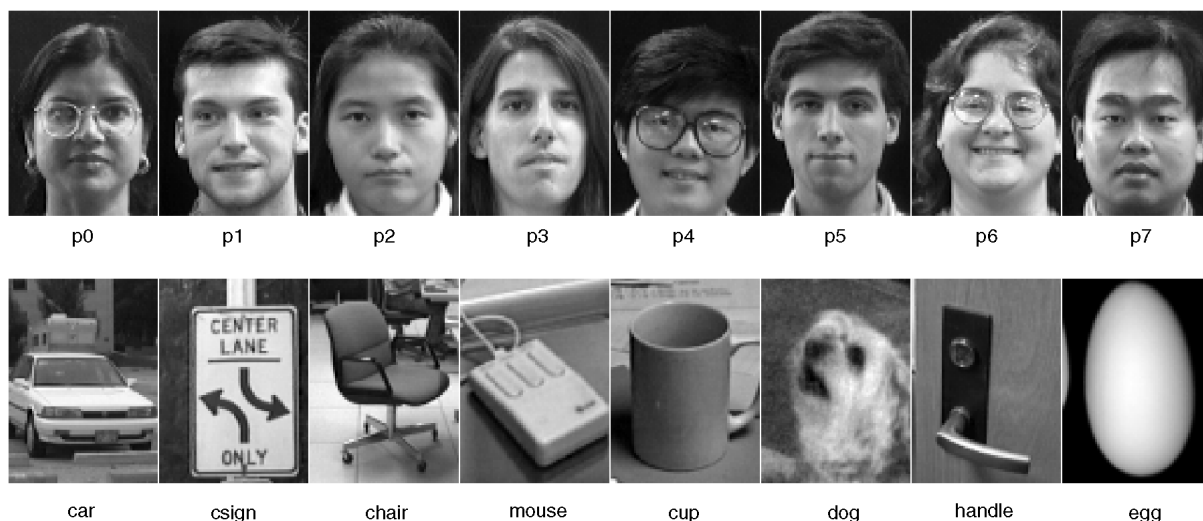 p0 p1 p2 p3 p4 p5 p6 p7
CENTER
LANE
ONLY
car csign chair mouse cup dog handle egg